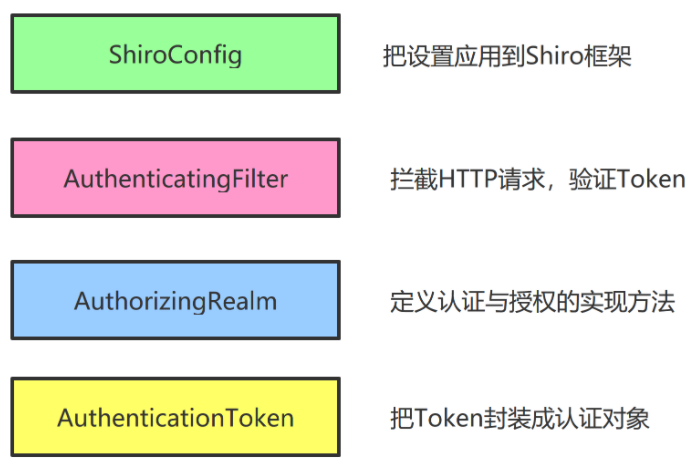 ShiroConfig 把设置应用到Shiro框架
AuthenticatingFilter 拦截HTTP请求，验证Token
AuthorizingRealm 定义认证与授权的实现方法
AuthenticationToken 把Token封装成认证对象